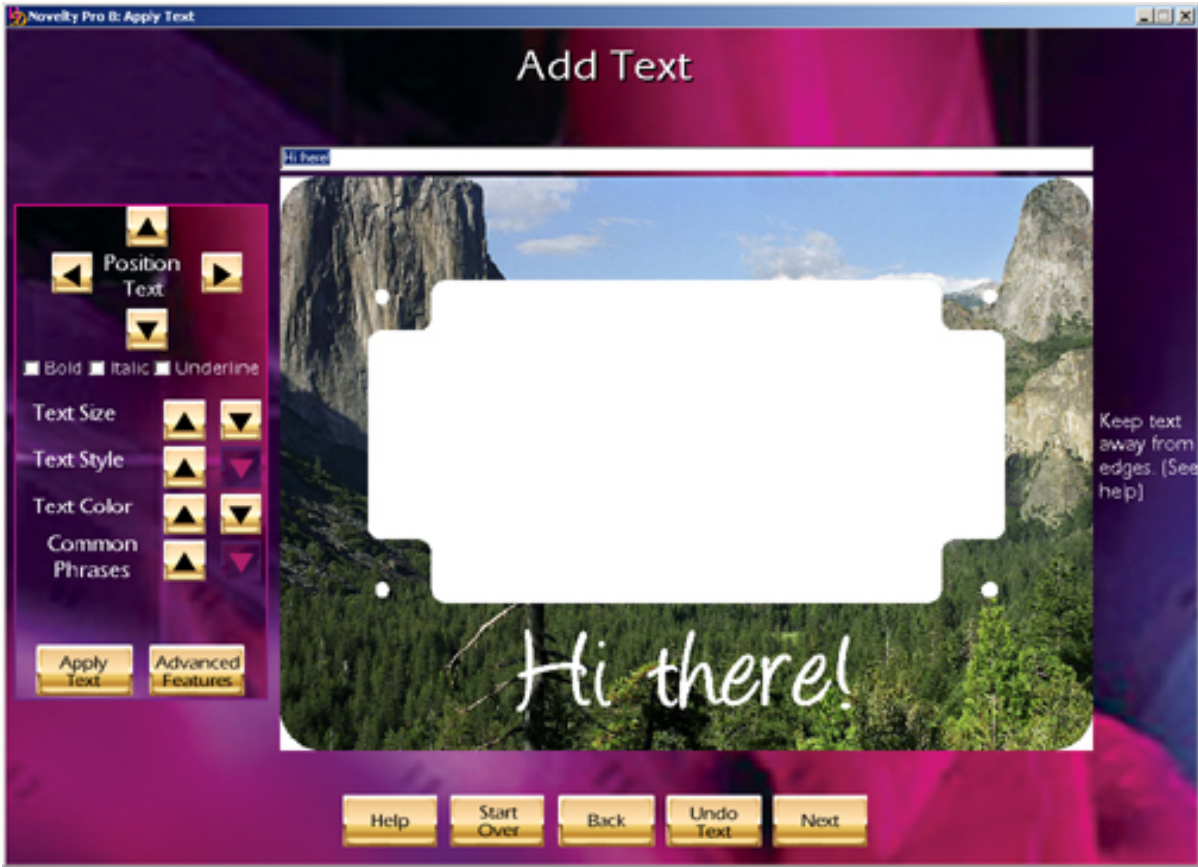 Novelty Pro 8: Apply Text
Add Text
Hi there!
Position
Text
Bold Italic Underline
Text Size
Text Style
Text Color
Common
Phrases
Apply
Text
Advanced
Features
Keep text
away from
edges. (See
help)
Hi there!
Help
Start
Over
Back
Undo
Text
Next